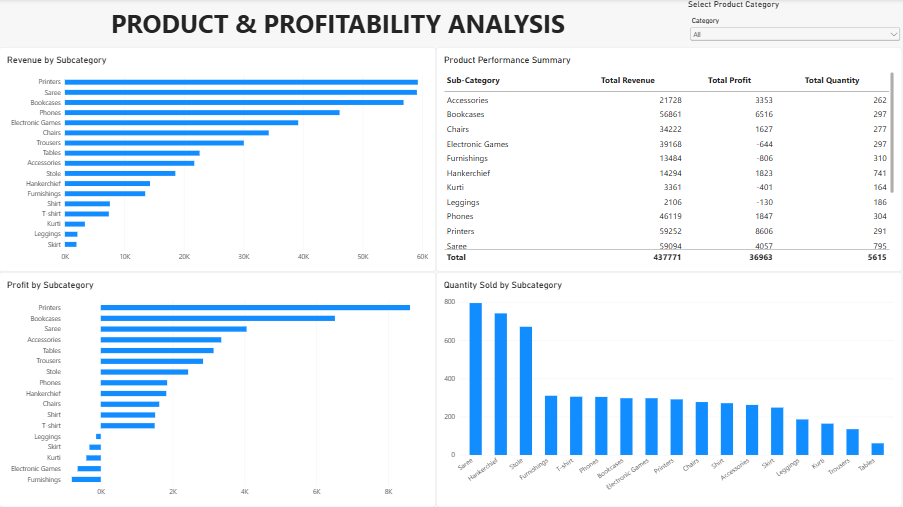 PRODUCT & PROFITABILITY ANALYSIS
Select Product Category
Category
All
Revenue by Subcategory
Printers
Saree
Bookcases
Phones
Electronic Games
Chairs
Trousers
Tables
Accessories
Stole
Hankerchief
Furnishings
Shirt
T-shirt
Kurti
Leggings
Skirt
0K 10K 20K 30K 40K 50K 60K
Product Performance Summary
Sub-Category Total Revenue Total Profit Total Quantity
Accessories 21728 3353 262
Bookcases 56861 6516 297
Chairs 34222 1627 277
Electronic Games 39168 -644 297
Furnishings 13484 -806 310
Hankerchief 14294 1823 741
Kurti 3361 -401 164
Leggings 2106 -130 186
Phones 46119 1847 304
Printers 59252 8606 291
Saree 59094 4057 795
Total 437771 36963 5615
Profit by Subcategory
Printers
Bookcases
Saree
Accessories
Tables
Trousers
Stole
Phones
Hankerchief
Chairs
Shirt
T-shirt
Leggings
Skirt
Kurti
Electronic Games
Furnishings
0K 2K 4K 6K 8K
Quantity Sold by Subcategory
800
600
400
200
0
Saree Hankerchief Stole Furnishings T-shirt Phones Bookcases Electronic Games Printers Chairs Shirt Accessories Skirt Leggings Kurti Trousers Tables